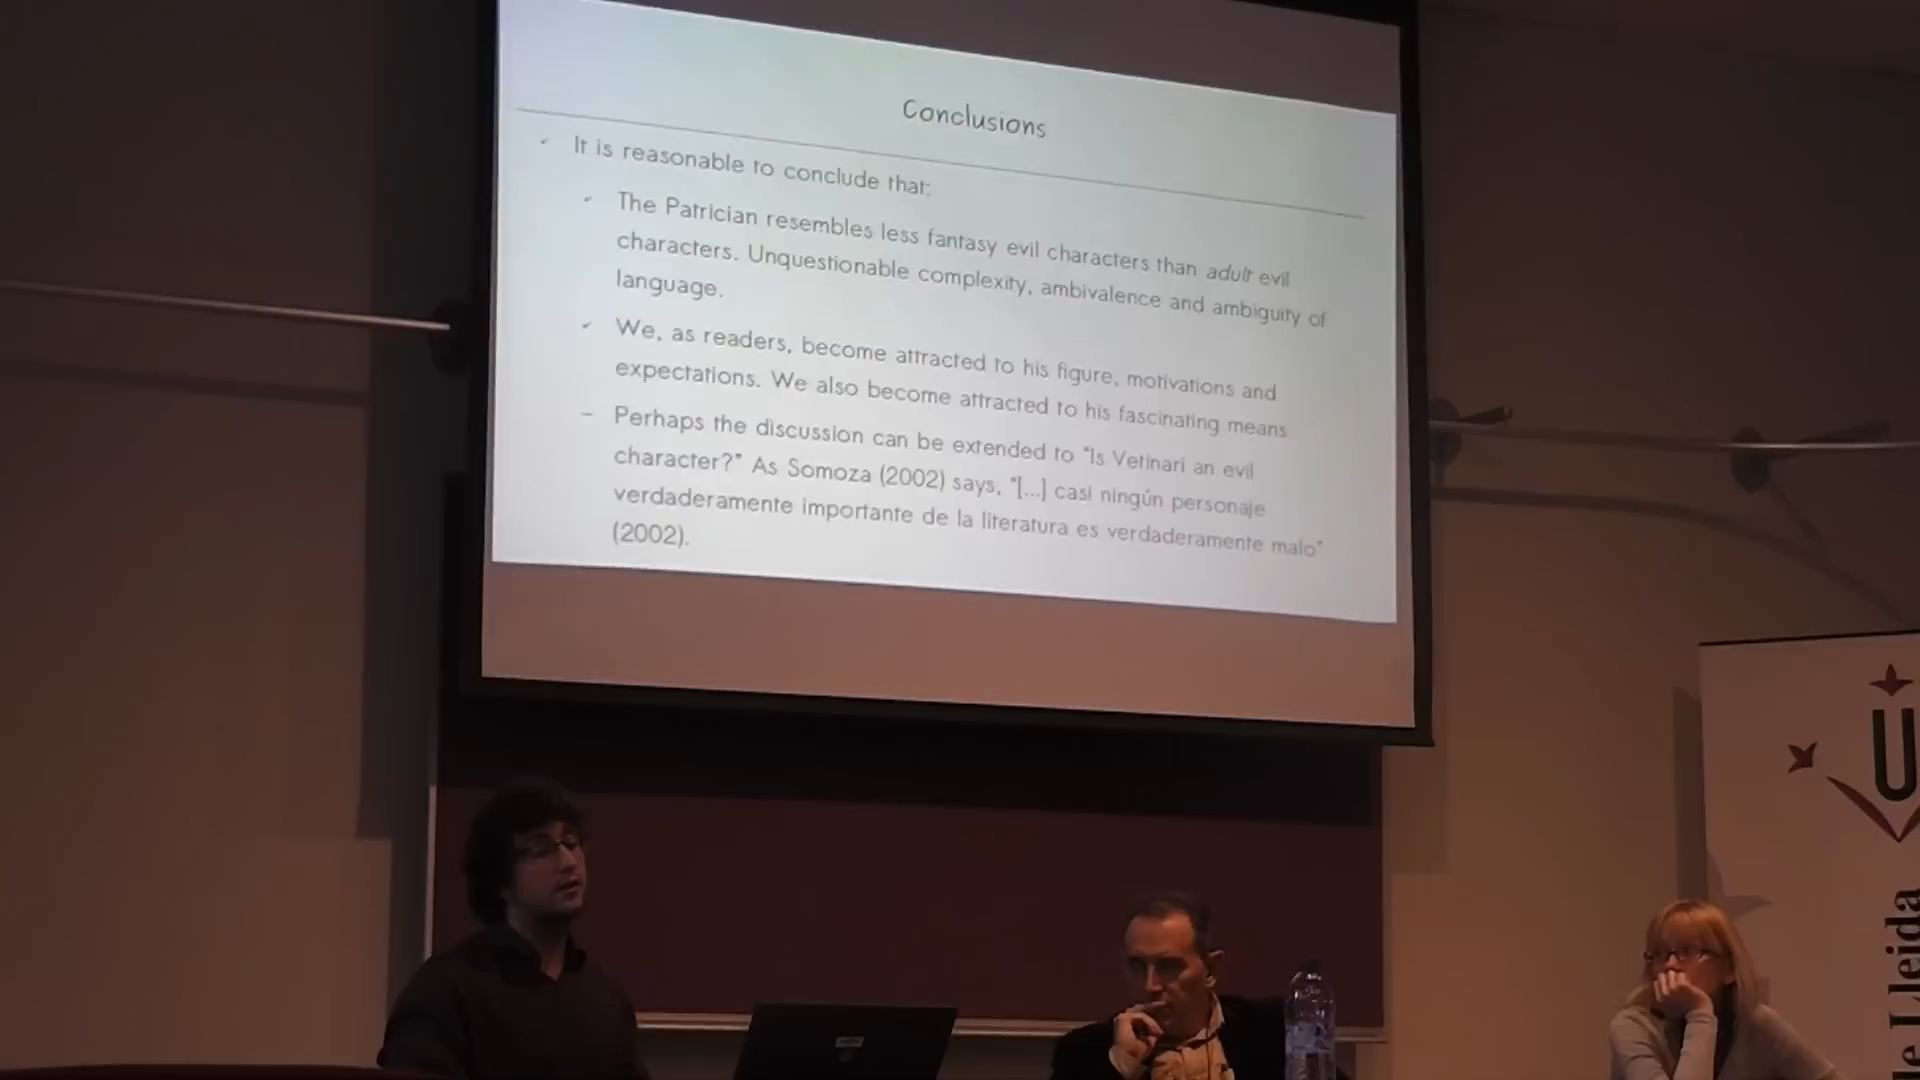 Conclusions
It is reasonable to conclude that:
The Patrician resembles less fantasy evil characters than adult evil
characters. Unquestionable complexity, ambivalence and ambiguity of
language.
We, as readers, become attracted to his figure, motivations and
expectations. We also become attracted to his fascinating means.
Perhaps the discussion can be extended to "Is Vetinari an evil
character?" As Somoza (2002) says, "[...] casi ningún personaje
verdaderamente importante de la literatura es verdaderamente malo"
(2002).
U
de Lleida